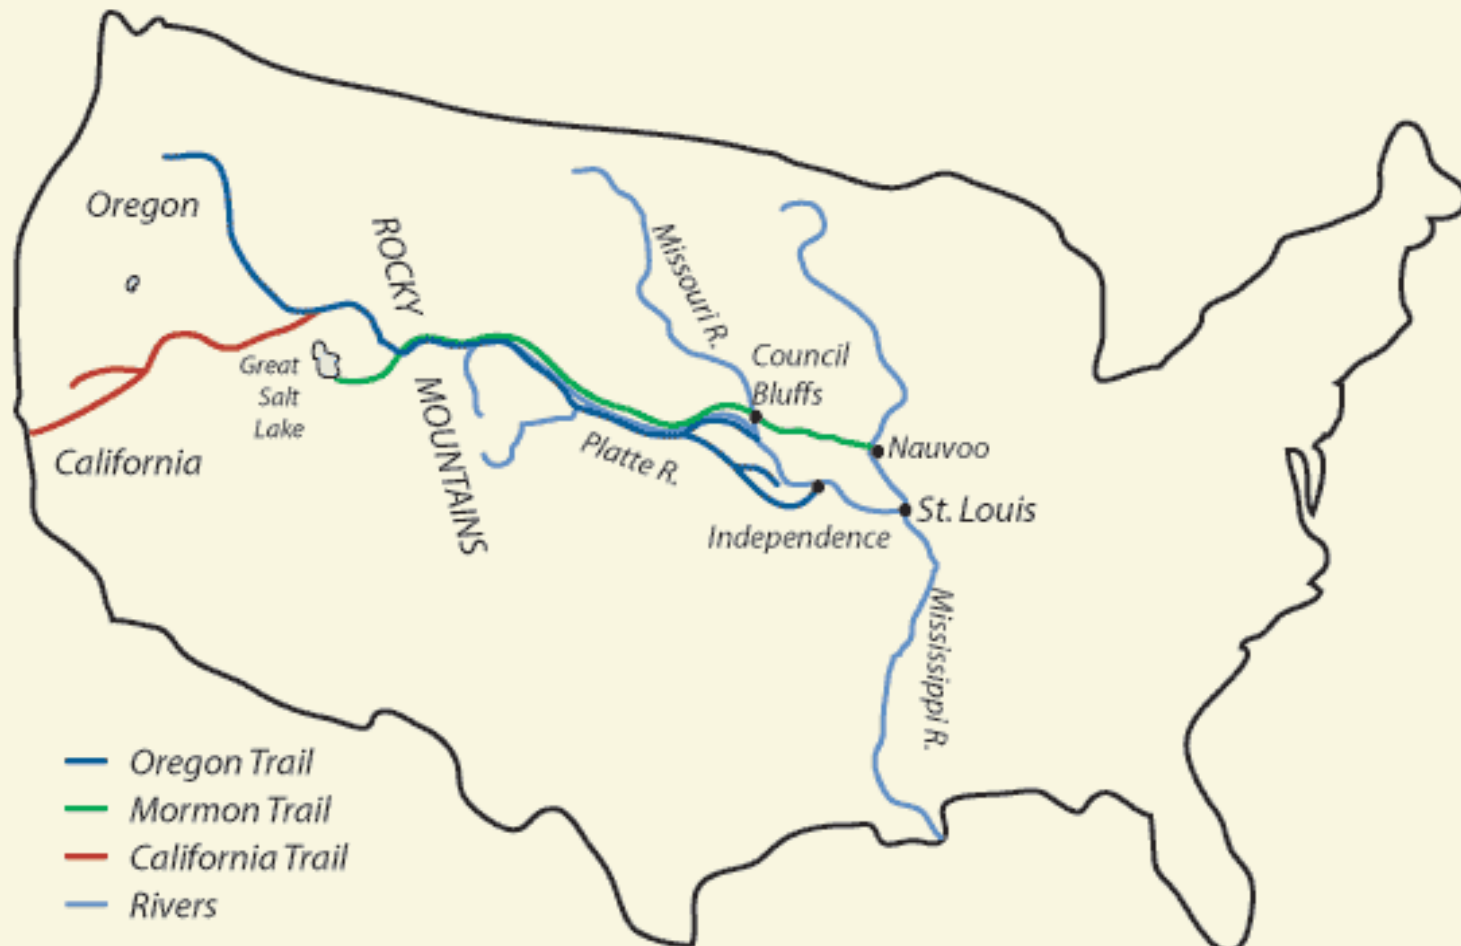 Oregon
ROCKY
MOUNTAINS
Missouri R.
Council
Bluffs
Great
Salt
Lake
California
Platte R.
Nauvoo
St. Louis
Independence
Mississippi R.
Oregon Trail
Mormon Trail
California Trail
Rivers